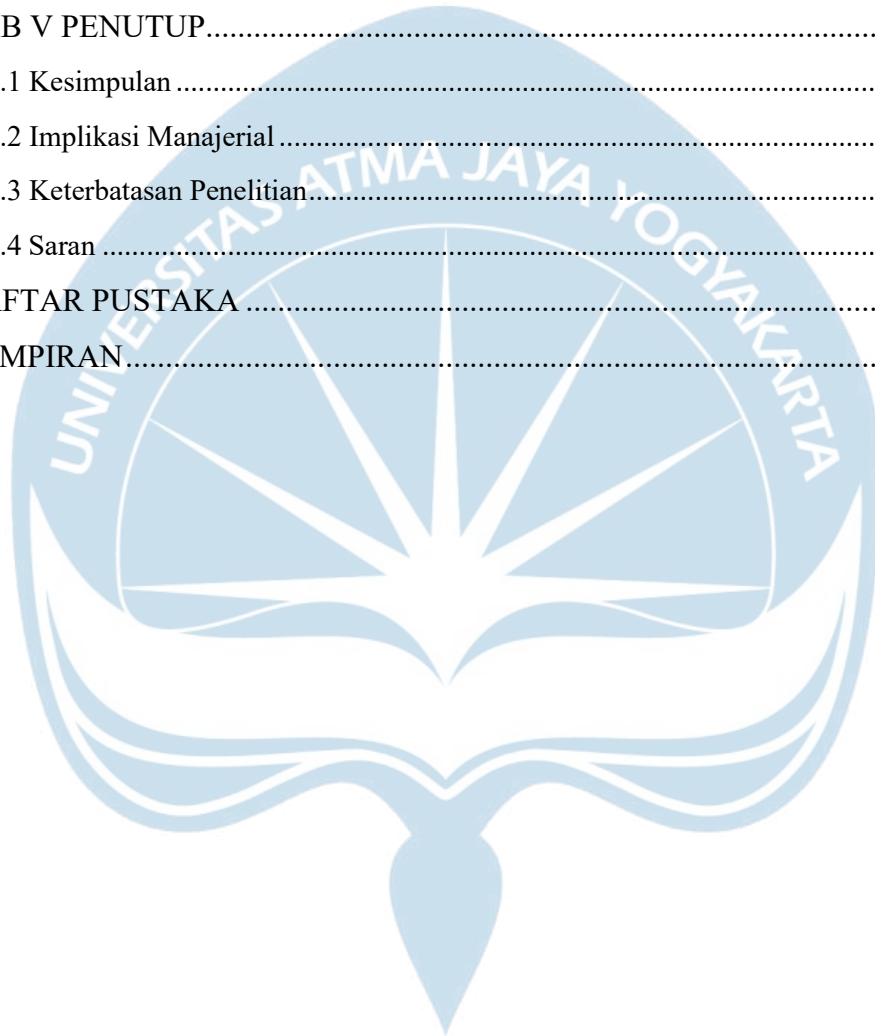 B V PENUTUP
.1 Kesimpulan
.2 Implikasi Manajerial
.3 Keterbatasan Penelitian
.4 Saran
FTAR PUSTAKA
MPIRAN
UNIVERSITAS ATMA JAYA YOGYAKARTA